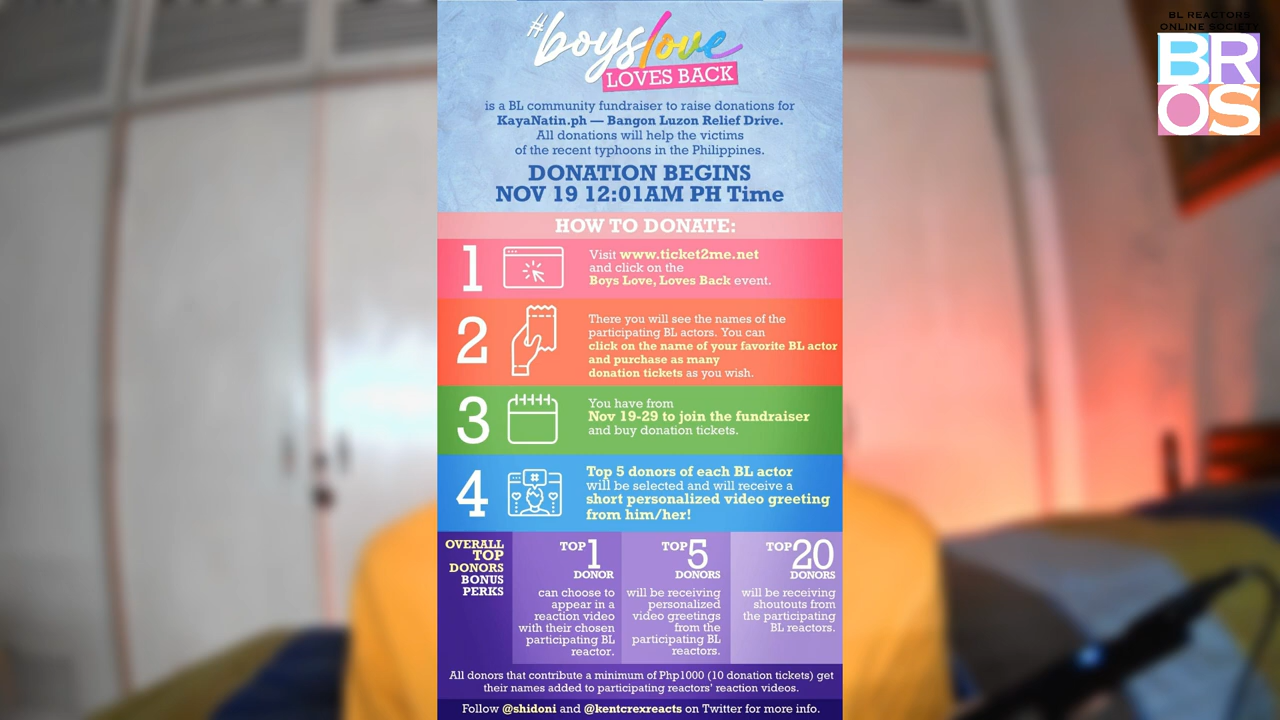 #boyslove
LOVES BACK
is a BL community fundraiser to raise donations for
KayaNatin.ph — Bangon Luzon Relief Drive.
All donations will help the victims
of the recent typhoons in the Philippines.
DONATION BEGINS
NOV 19 12:01AM PH Time
HOW TO DONATE:
1
Visit www.ticket2me.net
and click on the
Boys Love, Loves Back event.
2
There you will see the names of the
participating BL actors. You can
click on the name of your favorite BL actor
and purchase as many
donation tickets as you wish.
3
You have from
Nov 19-29 to join the fundraiser
and buy donation tickets.
4
#
Top 5 donors of each BL actor
will be selected and will receive a
short personalized video greeting
from him/her!
OVERALL
TOP
DONORS
BONUS
PERKS
TOP 1
DONOR
can choose to
appear in a
reaction video
with their chosen
participating BL
reactor.
TOP 5
DONORS
will be receiving
personalized
video greetings
from the
participating BL
reactors.
TOP 20
DONORS
will be receiving
shoutouts from
the participating
BL reactors.
All donors that contribute a minimum of Php1000 (10 donation tickets) get
their names added to participating reactors' reaction videos.
Follow @shidoni and @kentcrexreacts on Twitter for more info.
BL REACTORS
ONLINE SOCIETY
BR
OS